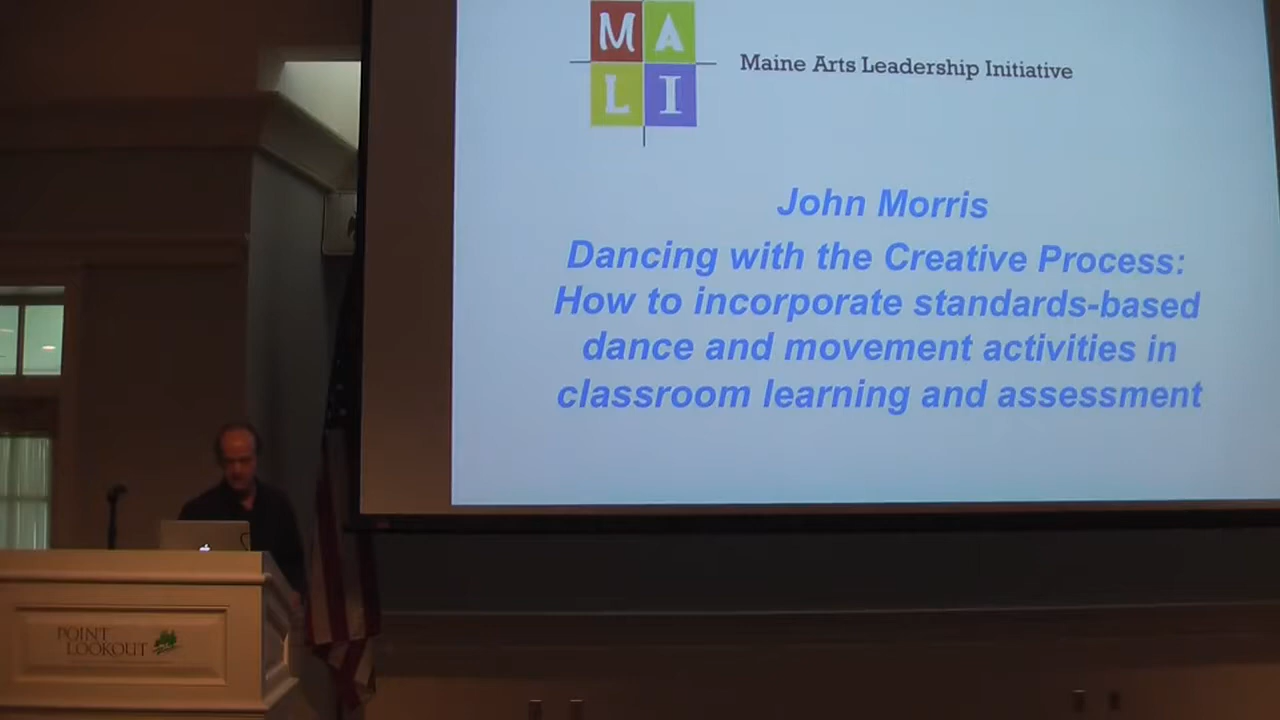 M A
L I
Maine Arts Leadership Initiative
John Morris
Dancing with the Creative Process:
How to incorporate standards-based
dance and movement activities in
classroom learning and assessment
POINT
LOOKOUT